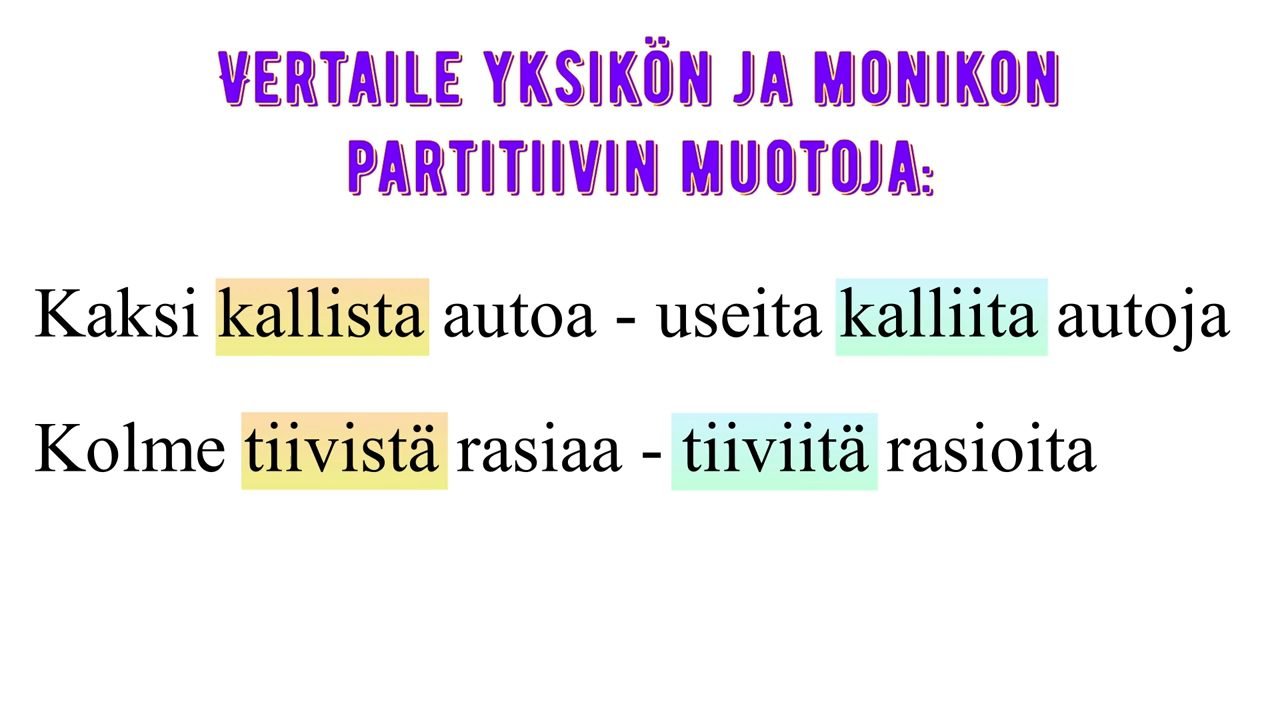 VERTAILE YKSIKÖN JA MONIKON
PARTITIIVIN MUOTOJA:
Kaksi kallista autoa - useita kalliita autoja
Kolme tiivistä rasiaa - tiiviitä rasioita